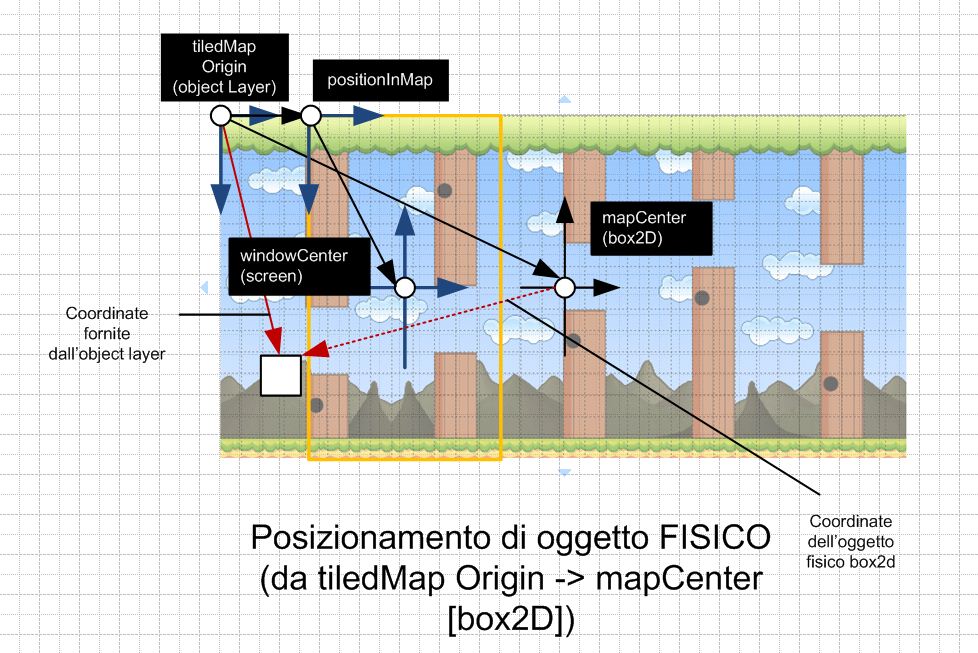 tiledMap
Origin
(object Layer)
positionInMap
mapCenter
(box2D)
windowCenter
(screen)
Coordinate
fornite
dall'object layer
Coordinate
dell'oggetto
fisico box2d
Posizionamento di oggetto FISICO
(da tiledMap Origin -> mapCenter
[box2D])